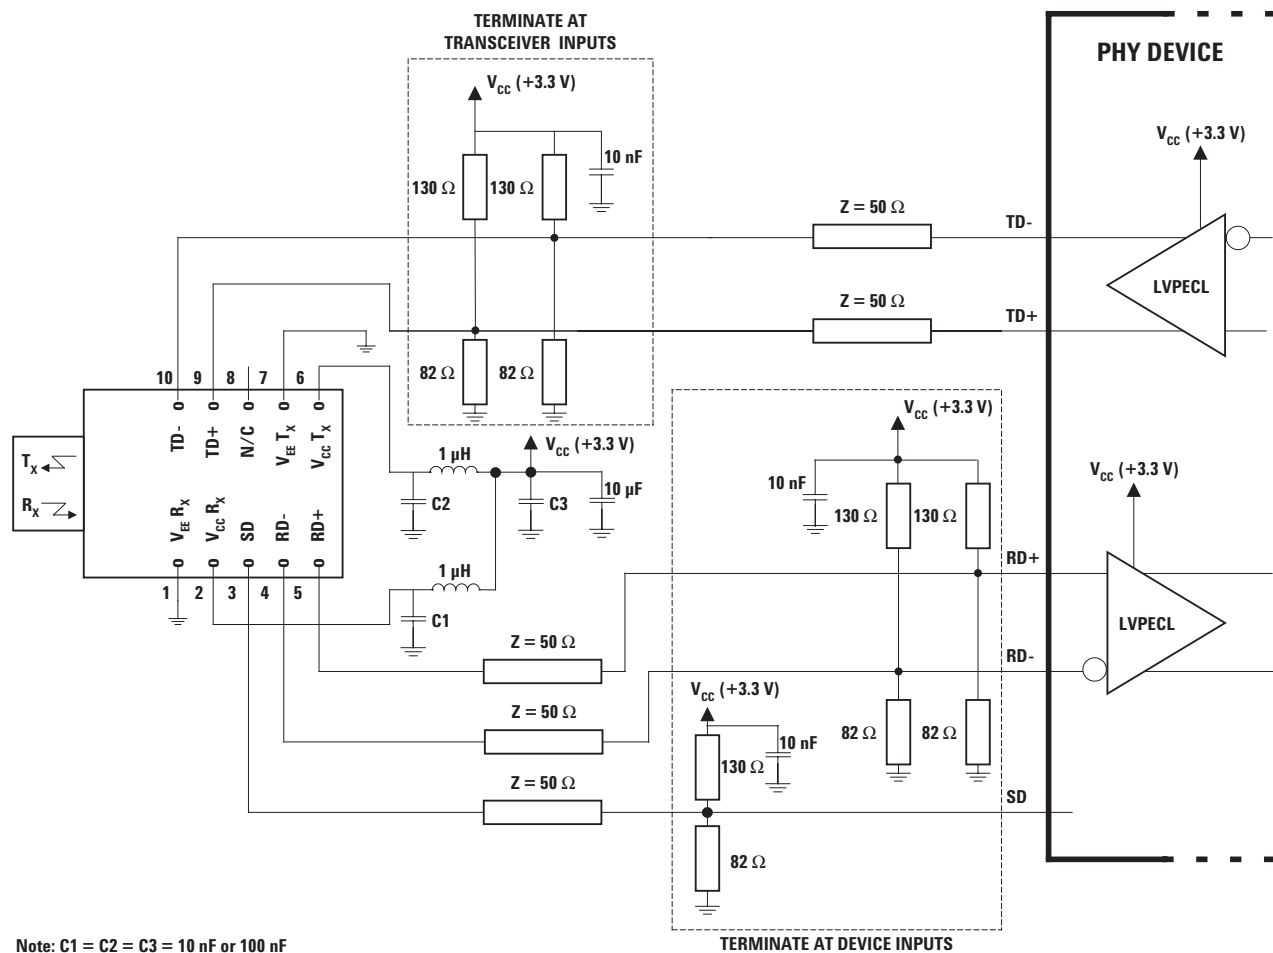 TERMINATE AT
TRANSCEIVER INPUTS
PHY DEVICE
VCC (+3.3 V)
VCC (+3.3 V)
10 nF
130 Ω
130 Ω
Z = 50 Ω
TD-
LVPECL
Z = 50 Ω
TD+
82 Ω
82 Ω
10
9
8
7
6
TD-
TD+
N/C
VEE TX
VCC TX
TX
RX
VEE RX
VCC RX
SD
RD-
RD+
1
2
3
4
5
1 µH
VCC (+3.3 V)
C2
C3
10 µF
1 µH
C1
VCC (+3.3 V)
10 nF
130 Ω
130 Ω
VCC (+3.3 V)
RD+
LVPECL
Z = 50 Ω
RD-
VCC (+3.3 V)
Z = 50 Ω
10 nF
130 Ω
82 Ω
82 Ω
Z = 50 Ω
SD
82 Ω
TERMINATE AT DEVICE INPUTS
Note: C1 = C2 = C3 = 10 nF or 100 nF